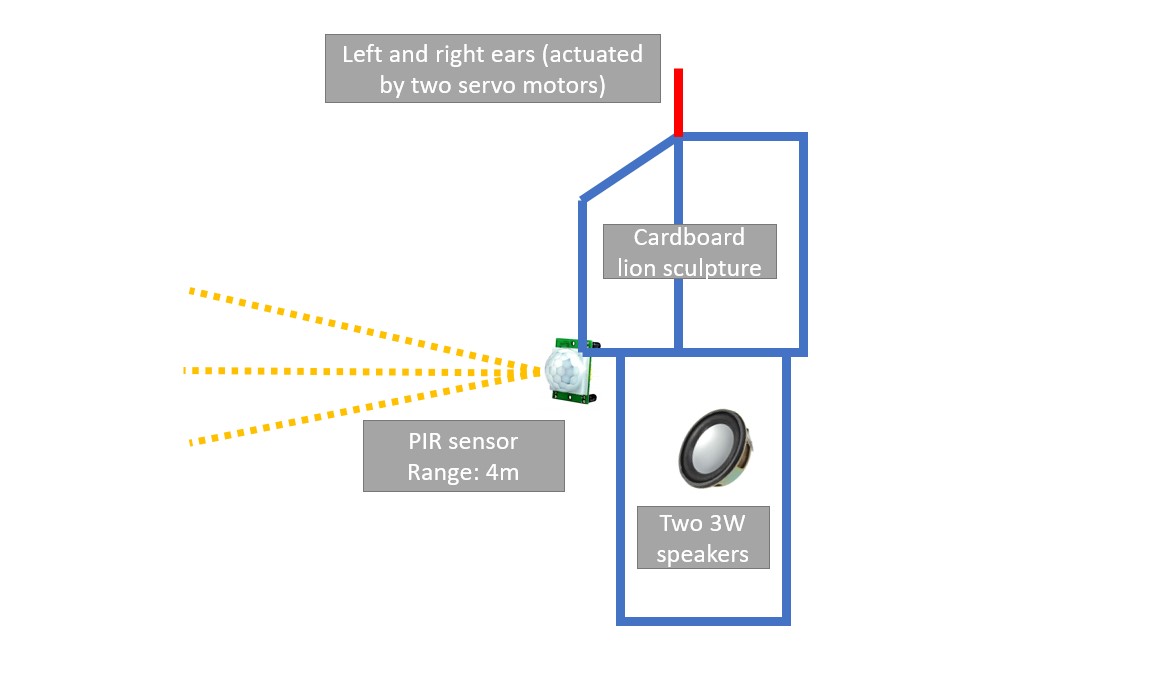 Left and right ears (actuated
by two servo motors)
Cardboard
lion sculpture
PIR sensor
Range: 4m
Two 3W
speakers